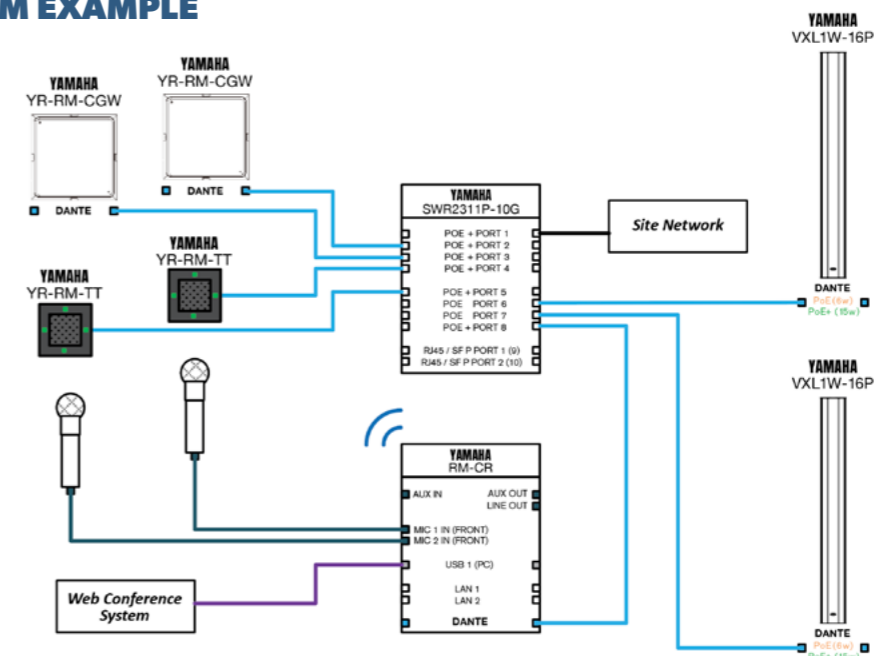 M EXAMPLE
YAMAHA
VXL1W-16P
DANTE
PoE(6w)
PoE+ (15w)
YAMAHA
YR-RM-CGW
DANTE
YAMAHA
YR-RM-CGW
DANTE
YAMAHA
YR-RM-TT
YAMAHA
YR-RM-TT
YAMAHA
SWR2311P-10G
POE + PORT 1
POE + PORT 2
POE + PORT 3
POE + PORT 4
POE + PORT 5
POE PORT 6
POE PORT 7
POE + PORT 8
RJ45 / SF P PORT 1 (9)
RJ45 / SF P PORT 2 (10)
Site Network
YAMAHA
RM-CR
AUX IN
AUX OUT
LINE OUT
MIC 1 IN (FRONT)
MIC 2 IN (FRONT)
USB 1 (PC)
LAN 1
LAN 2
DANTE
Web Conference
System
YAMAHA
VXL1W-16P
DANTE
PoE(6w)
PoE+ (15w)